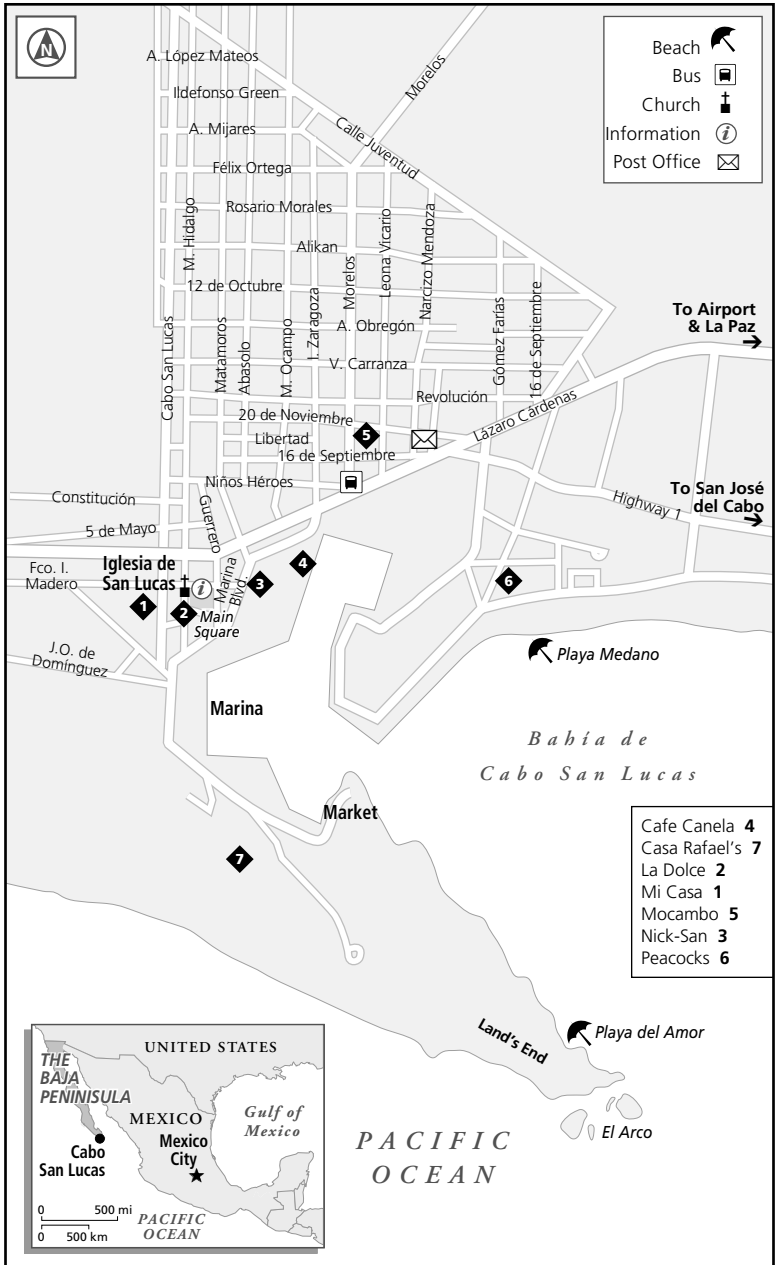 N
Beach
Bus
Church
Information
i
Post Office
A. López Mateos
Ildefonso Green
A. Mijares
Félix Ortega
Rosario Morales
Alikan
12 de Octubre
A. Obregón
V. Carranza
Revolución
20 de Noviembre
Libertad
16 de Septiembre
Niños Héroes
Constitución
5 de Mayo
Fco. I.
Madero
J.O. de
Domínguez
Morelos
Calle Juventud
M. Hidalgo
Cabo San Lucas
Matamoros
Abasolo
M. Ocampo
I. Zaragoza
Morelos
Leona Vicario
Narcizo Mendoza
Gómez Farías
16 de Septiembre
Lázaro Cárdenas
Highway 1
Guerrero
Marina
Blvd.
To Airport
& La Paz
To San José
del Cabo
Iglesia de
San Lucas
i
Main
Square
1
2
3
4
5
6
7
Marina
Market
Playa Medano
Bahía de
Cabo San Lucas
Cafe Canela 4
Casa Rafael's 7
La Dolce 2
Mi Casa 1
Mocambo 5
Nick-San 3
Peacocks 6
Land's End
Playa del Amor
El Arco
PACIFIC
OCEAN
UNITED STATES
THE
BAJA
PENINISULA
MEXICO
Gulf of
Mexico
Mexico
City
Cabo
San Lucas
0 500 mi
0 500 km
PACIFIC
OCEAN